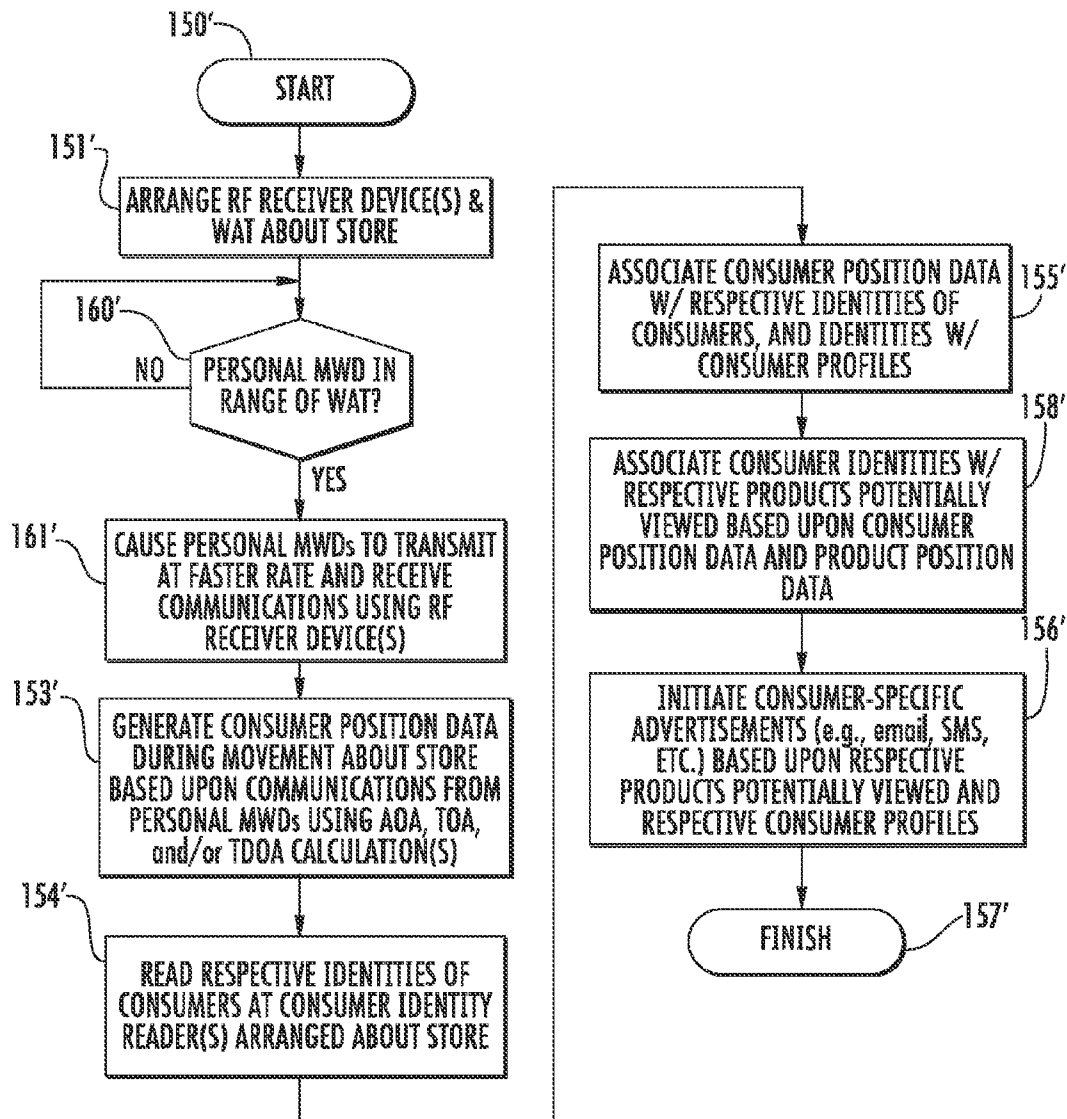 150'
START
151'
ARRANGE RF RECEIVER DEVICE(S) &
WAT ABOUT STORE
160'
NO
PERSONAL MWD IN
RANGE OF WAT?
YES
161'
CAUSE PERSONAL MWDs TO TRANSMIT
AT FASTER RATE AND RECEIVE
COMMUNICATIONS USING RF
RECEIVER DEVICE(S)
153'
GENERATE CONSUMER POSITION DATA
DURING MOVEMENT ABOUT STORE
BASED UPON COMMUNICATIONS FROM
PERSONAL MWDs USING AOA, TOA,
and/or TDOA CALCULATION(S)
154'
READ RESPECTIVE IDENTITIES OF
CONSUMERS AT CONSUMER IDENTITY
READER(S) ARRANGED ABOUT STORE
ASSOCIATE CONSUMER POSITION DATA
W/ RESPECTIVE IDENTITIES OF
CONSUMERS, AND IDENTITIES W/
CONSUMER PROFILES
155'
158'
ASSOCIATE CONSUMER IDENTITIES W/
RESPECTIVE PRODUCTS POTENTIALLY
VIEWED BASED UPON CONSUMER
POSITION DATA AND PRODUCT POSITION
DATA
156'
INITIATE CONSUMER-SPECIFIC
ADVERTISEMENTS (e.g., email, SMS,
ETC.) BASED UPON RESPECTIVE
PRODUCTS POTENTIALLY VIEWED AND
RESPECTIVE CONSUMER PROFILES
FINISH
157'